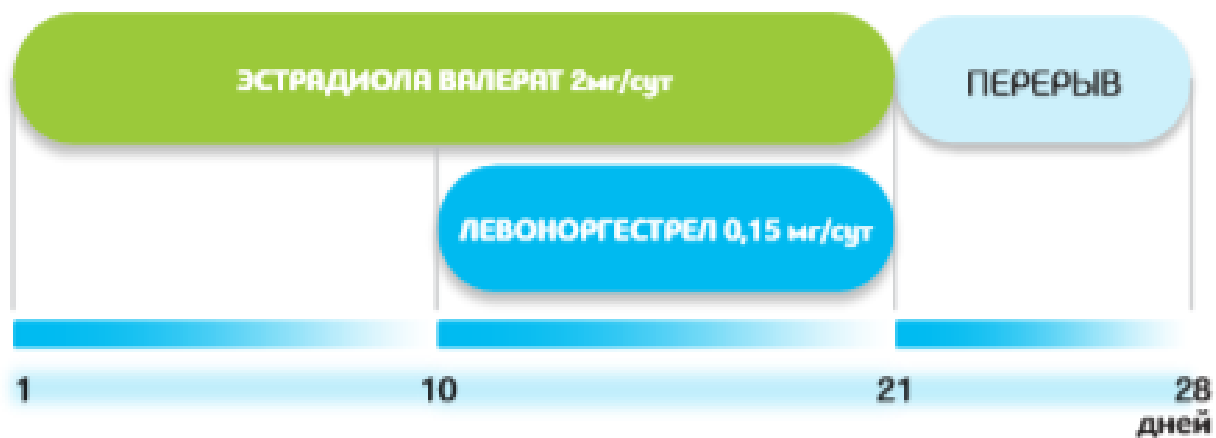 ЭСТРАДИОЛА ВАЛЕРАТ 2мг/сут
ПЕРЕРЫВ
ЛЕВОНОРГЕСТРЕЛ 0,15 мг/сут
1 10 21 28
дней